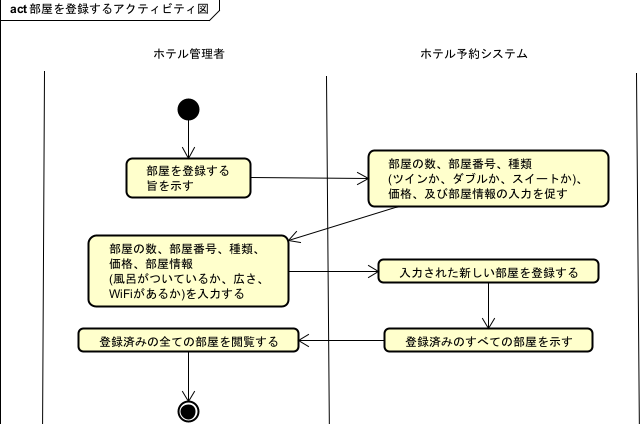 act 部屋を登録するアクティビティ図
ホテル管理者
ホテル予約システム
部屋を登録する
旨を示す
部屋の数、部屋番号、種類
(ツインか、ダブルか、スイートか)、
価格、及び部屋情報の入力を促す
部屋の数、部屋番号、種類、
価格、部屋情報
(風呂がついているか、広さ、
WiFiがあるか)を入力する
入力された新しい部屋を登録する
登録済みの全ての部屋を閲覧する
登録済みのすべての部屋を示す